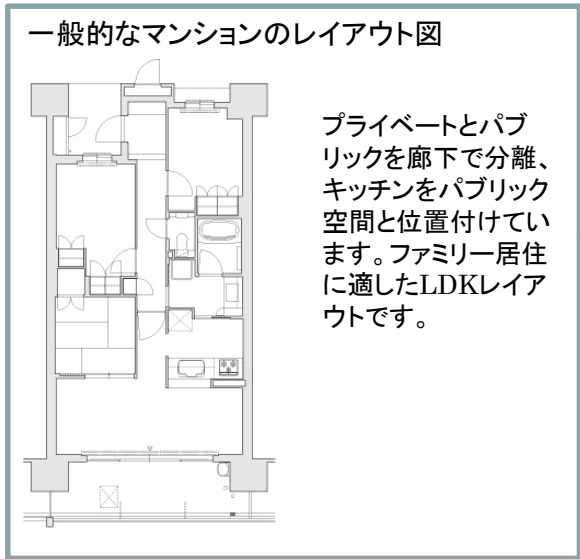 一般的なマンションのレイアウト図
プライベートとパブ
リックを廊下で分離、
キッチンをパブリック
空間と位置付けてい
ます。ファミリー居住
に適したLDKレイア
ウトです。